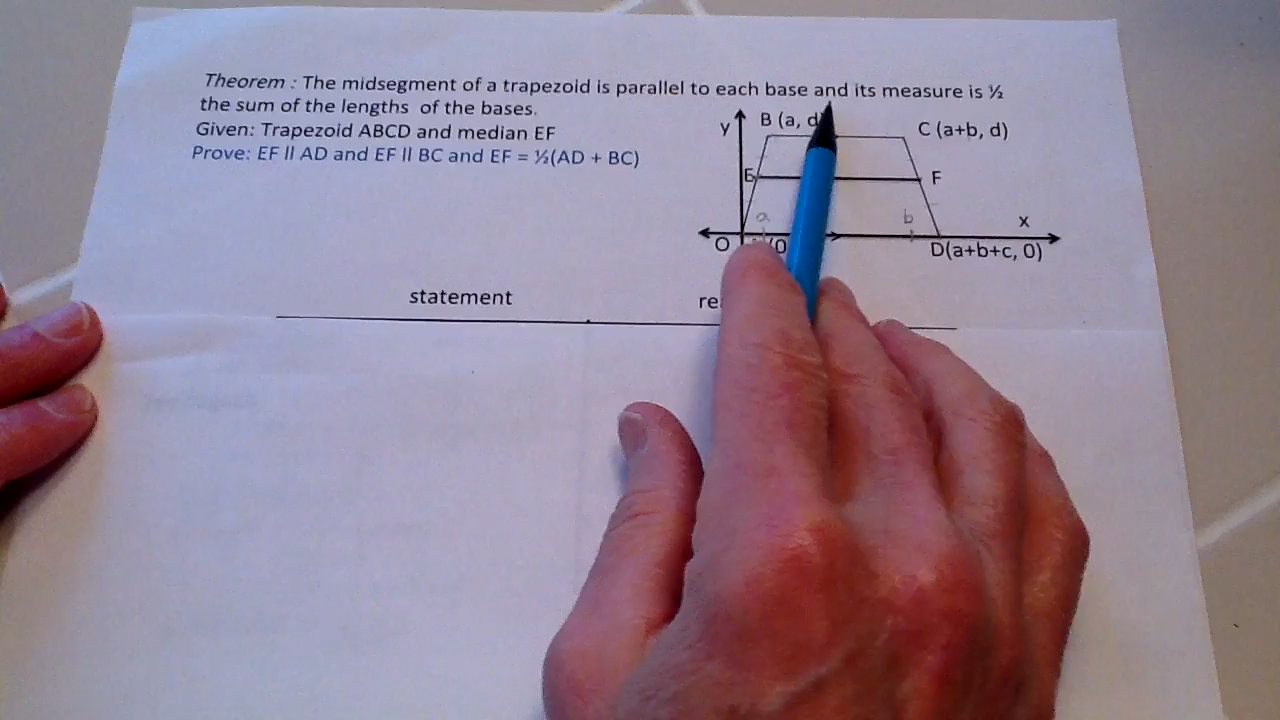 Theorem : The midsegment of a trapezoid is parallel to each base and its measure is ½
the sum of the lengths of the bases.
Given: Trapezoid ABCD and median EF
Prove: EF ll AD and EF ll BC and EF = ½(AD + BC)
y B (a, d C (a+b, d)
E F
a b x
O (0 D(a+b+c, 0)
statement